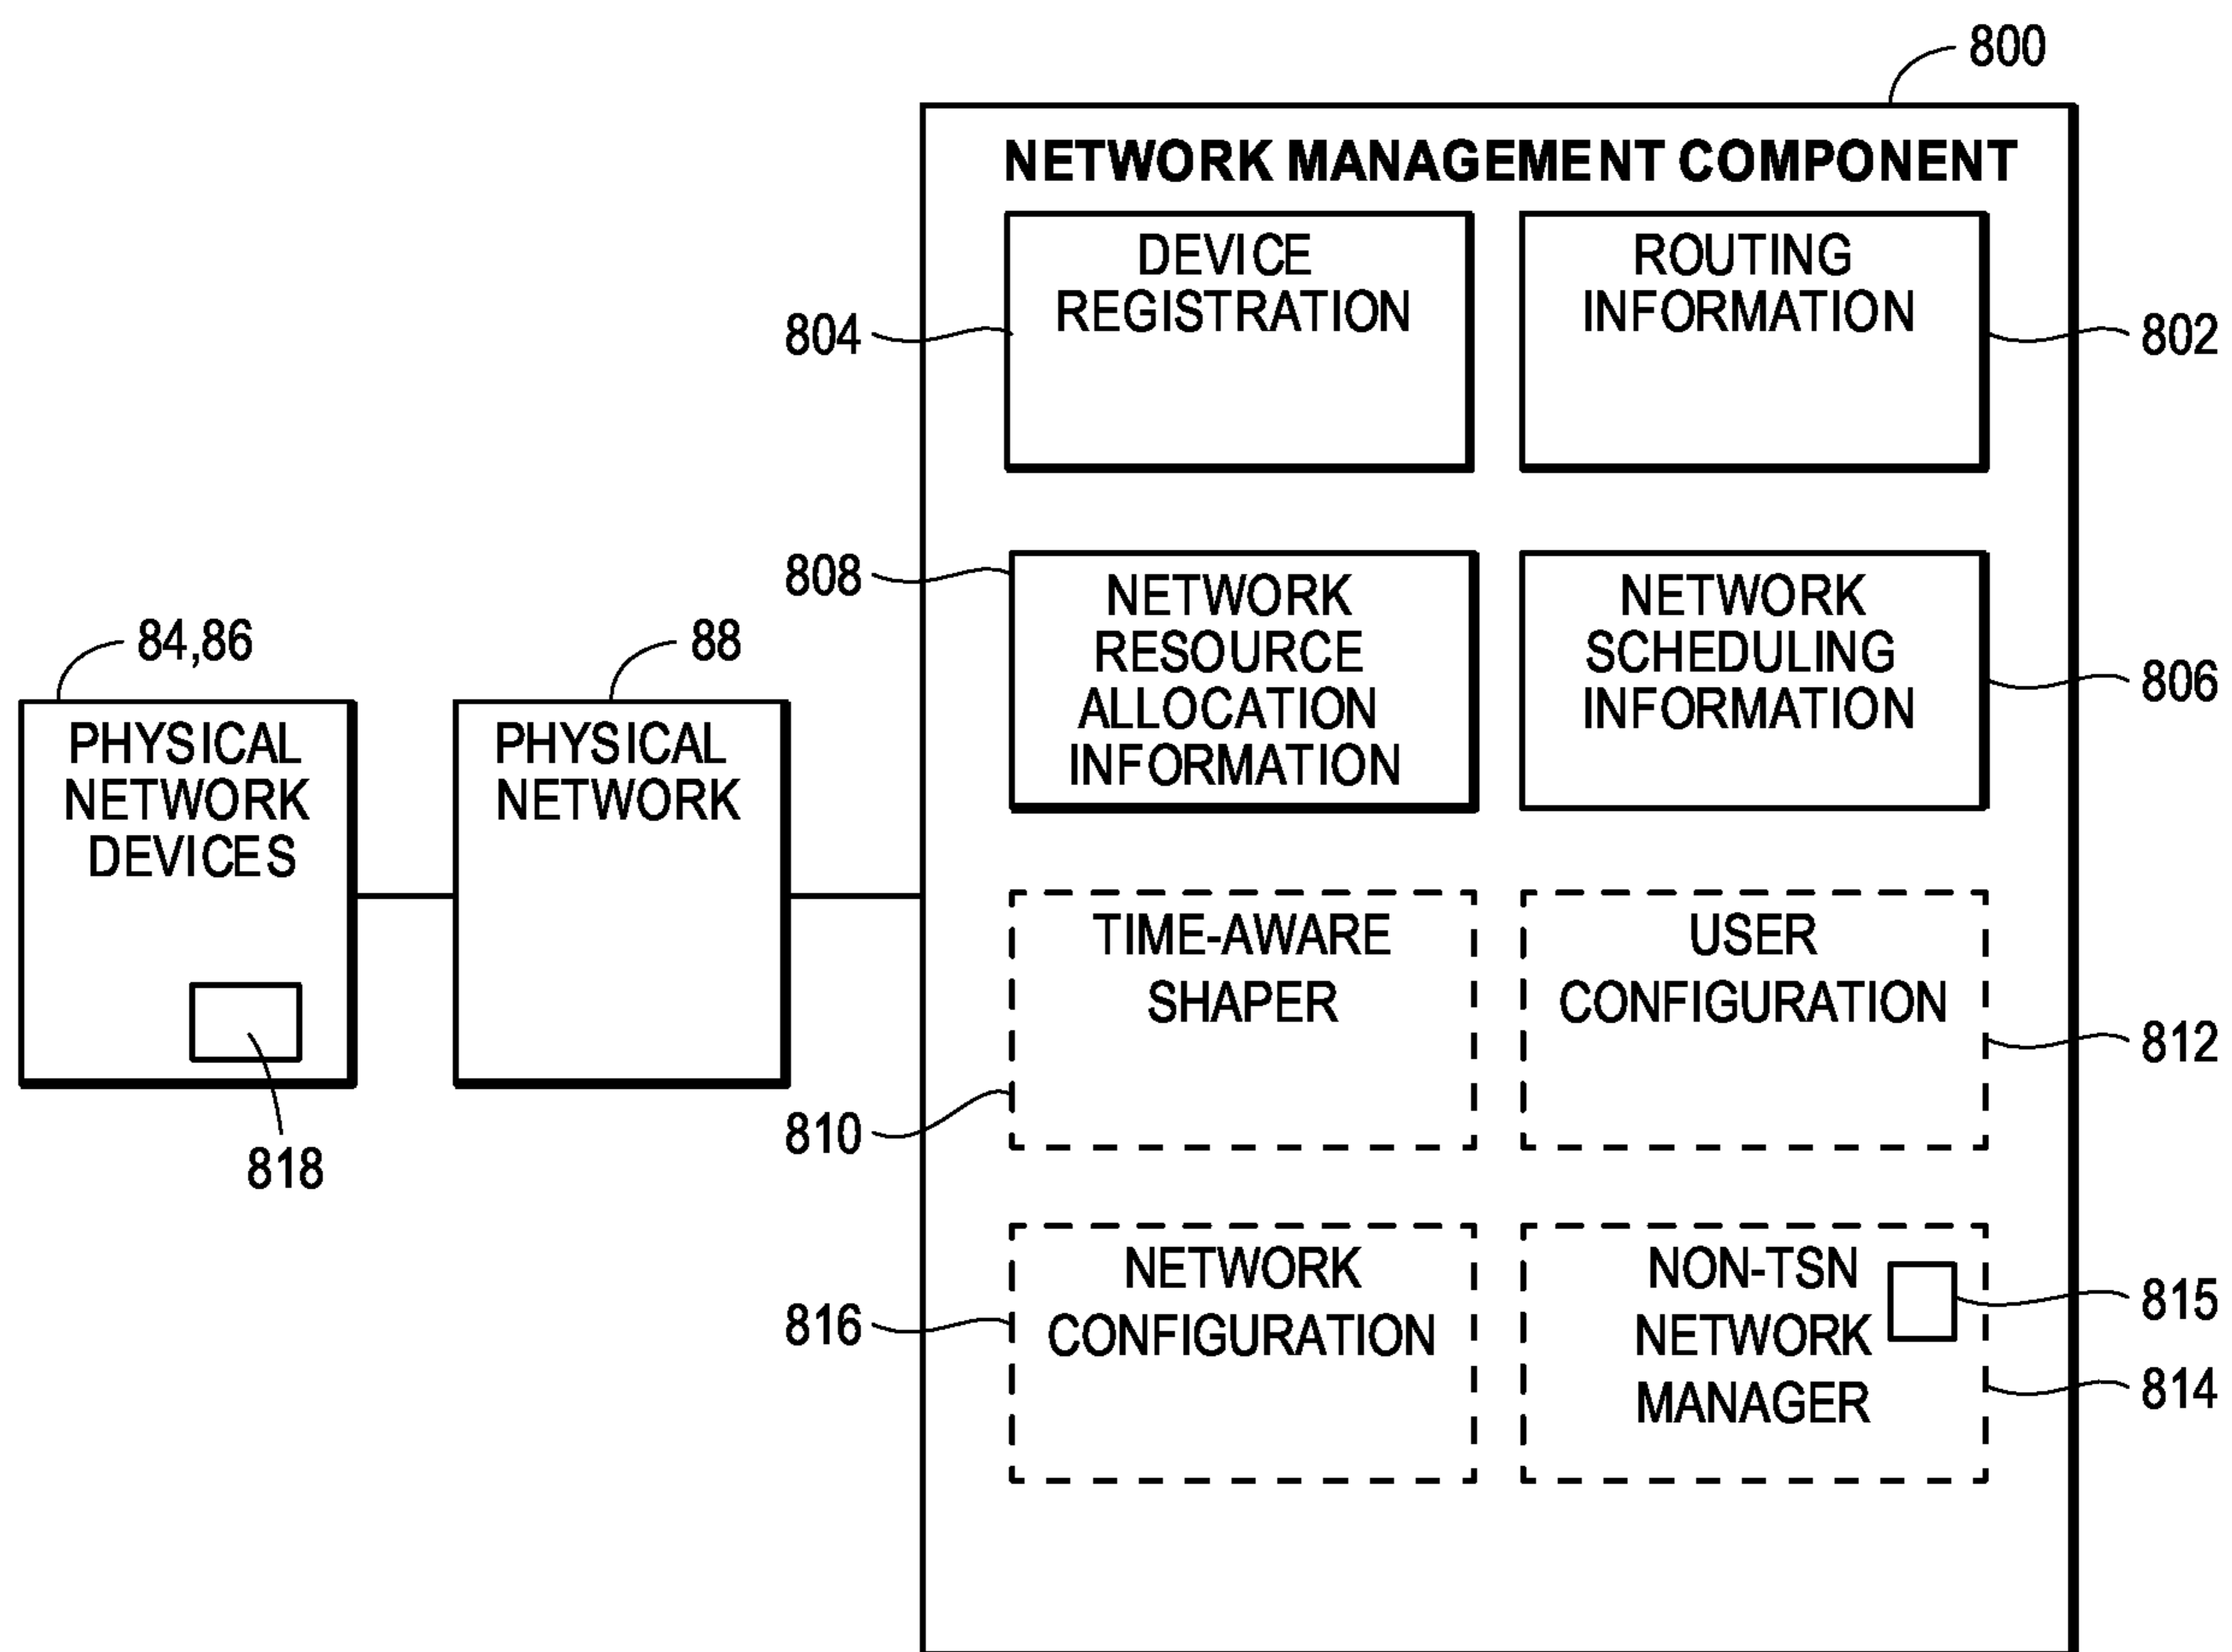 800
NETWORK MANAGEMENT COMPONENT
DEVICE
REGISTRATION
804
ROUTING
INFORMATION
802
808
NETWORK
RESOURCE
ALLOCATION
INFORMATION
NETWORK
SCHEDULING
INFORMATION
806
84,86
PHYSICAL
NETWORK
DEVICES
818
88
PHYSICAL
NETWORK
TIME-AWARE
SHAPER
810
USER
CONFIGURATION
812
NETWORK
CONFIGURATION
816
NON-TSN
NETWORK
MANAGER
815
814